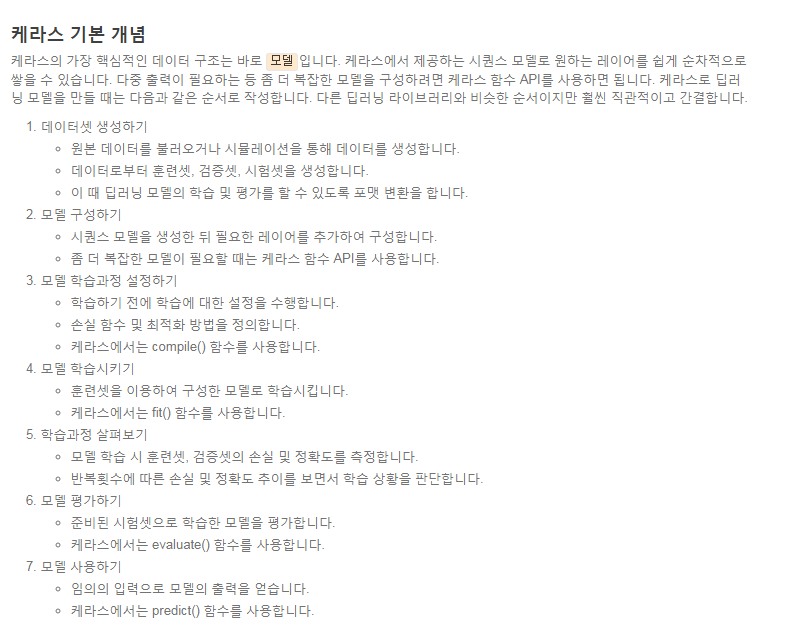 케라스 기본 개념
케라스의 가장 핵심적인 데이터 구조는 바로 모델 입니다. 케라스에서 제공하는 시퀀스 모델로 원하는 레이어를 쉽게 순차적으로
쌓을 수 있습니다. 다중 출력이 필요하는 등 좀 더 복잡한 모델을 구성하려면 케라스 함수 API를 사용하면 됩니다. 케라스로 딥러
닝 모델을 만들 때는 다음과 같은 순서로 작성합니다. 다른 딥러닝 라이브러리와 비슷한 순서이지만 훨씬 직관적이고 간결합니다.
1. 데이터셋 생성하기
◦ 원본 데이터를 불러오거나 시뮬레이션을 통해 데이터를 생성합니다.
◦ 데이터로부터 훈련셋, 검증셋, 시험셋을 생성합니다.
◦ 이 때 딥러닝 모델의 학습 및 평가를 할 수 있도록 포맷 변환을 합니다.
2. 모델 구성하기
◦ 시퀀스 모델을 생성한 뒤 필요한 레이어를 추가하여 구성합니다.
◦ 좀 더 복잡한 모델이 필요할 때는 케라스 함수 API를 사용합니다.
3. 모델 학습과정 설정하기
◦ 학습하기 전에 학습에 대한 설정을 수행합니다.
◦ 손실 함수 및 최적화 방법을 정의합니다.
◦ 케라스에서는 compile() 함수를 사용합니다.
4. 모델 학습시키기
◦ 훈련셋을 이용하여 구성한 모델로 학습시킵니다.
◦ 케라스에서는 fit() 함수를 사용합니다.
5. 학습과정 살펴보기
◦ 모델 학습 시 훈련셋, 검증셋의 손실 및 정확도를 측정합니다.
◦ 반복횟수에 따른 손실 및 정확도 추이를 보면서 학습 상황을 판단합니다.
6. 모델 평가하기
◦ 준비된 시험셋으로 학습한 모델을 평가합니다.
◦ 케라스에서는 evaluate() 함수를 사용합니다.
7. 모델 사용하기
◦ 임의의 입력으로 모델의 출력을 얻습니다.
◦ 케라스에서는 predict() 함수를 사용합니다.